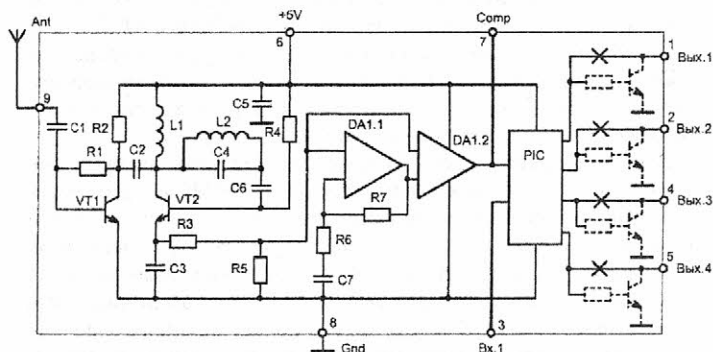 Ant
+5V
Comp
6
7
1
Вых.1
9
C1
R2
L1
L2
C5
R4
DA1.1
DA1.2
R1
C2
C4
C6
R7
PIC
2
Вых.2
VT1
VT2
R3
R6
4
Вых.3
C3
R5
C7
5
Вых.4
8
3
Gnd
Вх.1